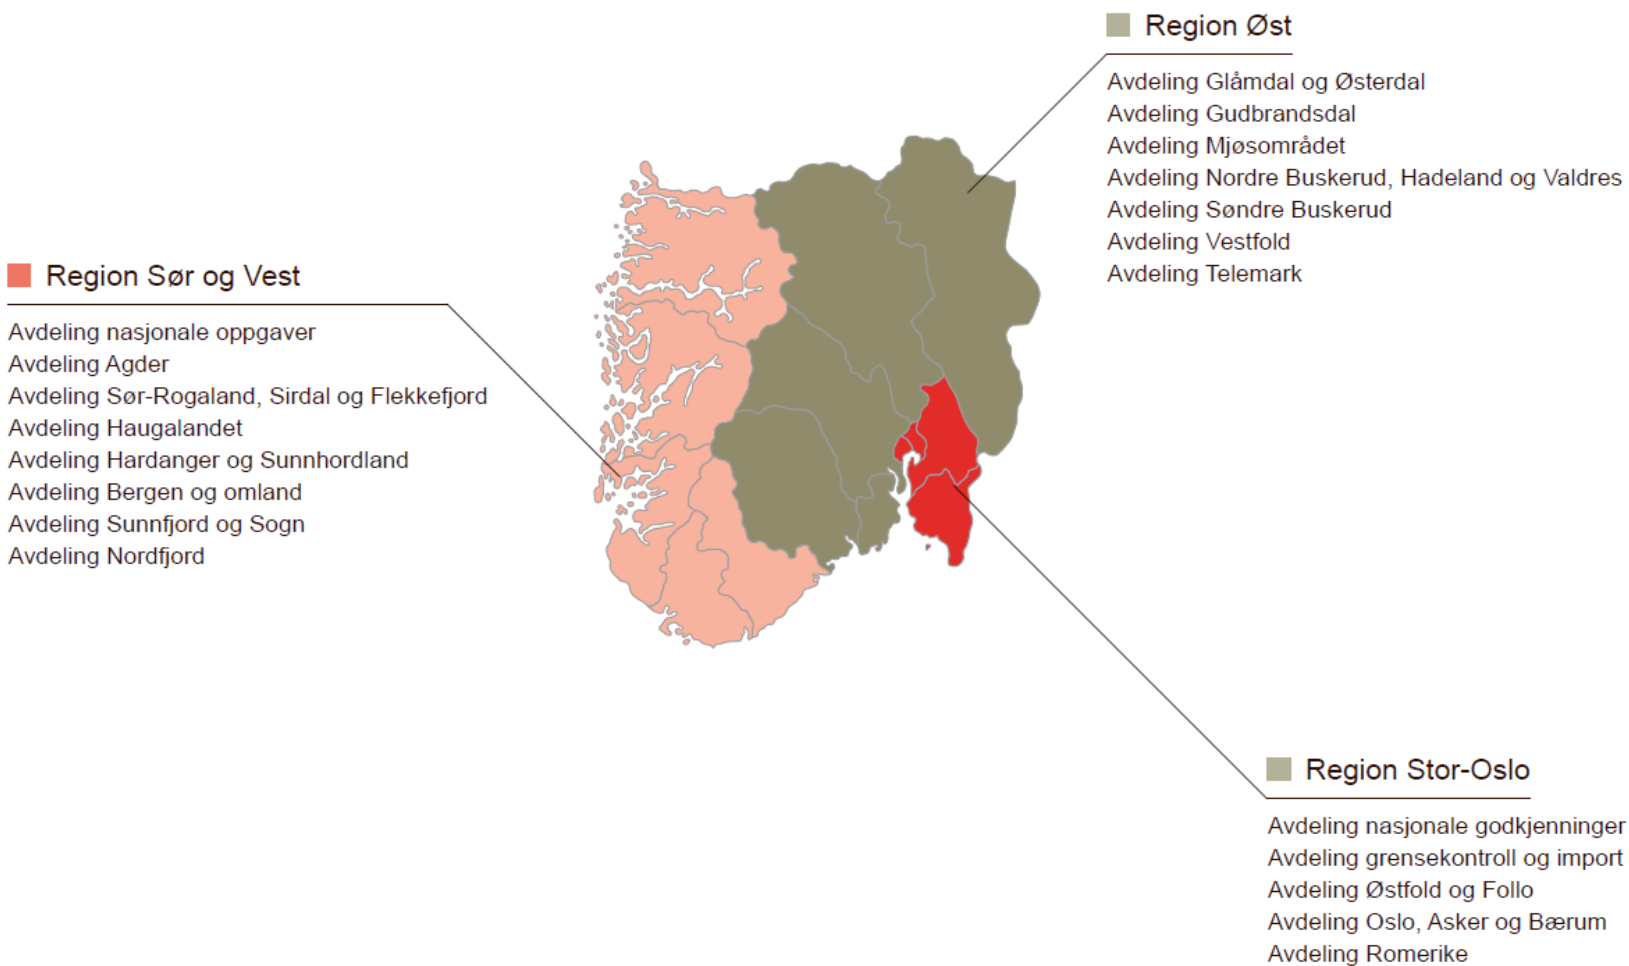 Region Øst
Avdeling Glåmdal og Østerdal
Avdeling Gudbrandsdal
Avdeling Mjøsområdet
Avdeling Nordre Buskerud, Hadeland og Valdres
Avdeling Søndre Buskerud
Avdeling Vestfold
Avdeling Telemark
Region Sør og Vest
Avdeling nasjonale oppgaver
Avdeling Agder
Avdeling Sør-Rogaland, Sirdal og Flekkefjord
Avdeling Haugalandet
Avdeling Hardanger og Sunnhordland
Avdeling Bergen og omland
Avdeling Sunnfjord og Sogn
Avdeling Nordfjord
Region Stor-Oslo
Avdeling nasjonale godkjenninger
Avdeling grensekontroll og import
Avdeling Østfold og Follo
Avdeling Oslo, Asker og Bærum
Avdeling Romerike